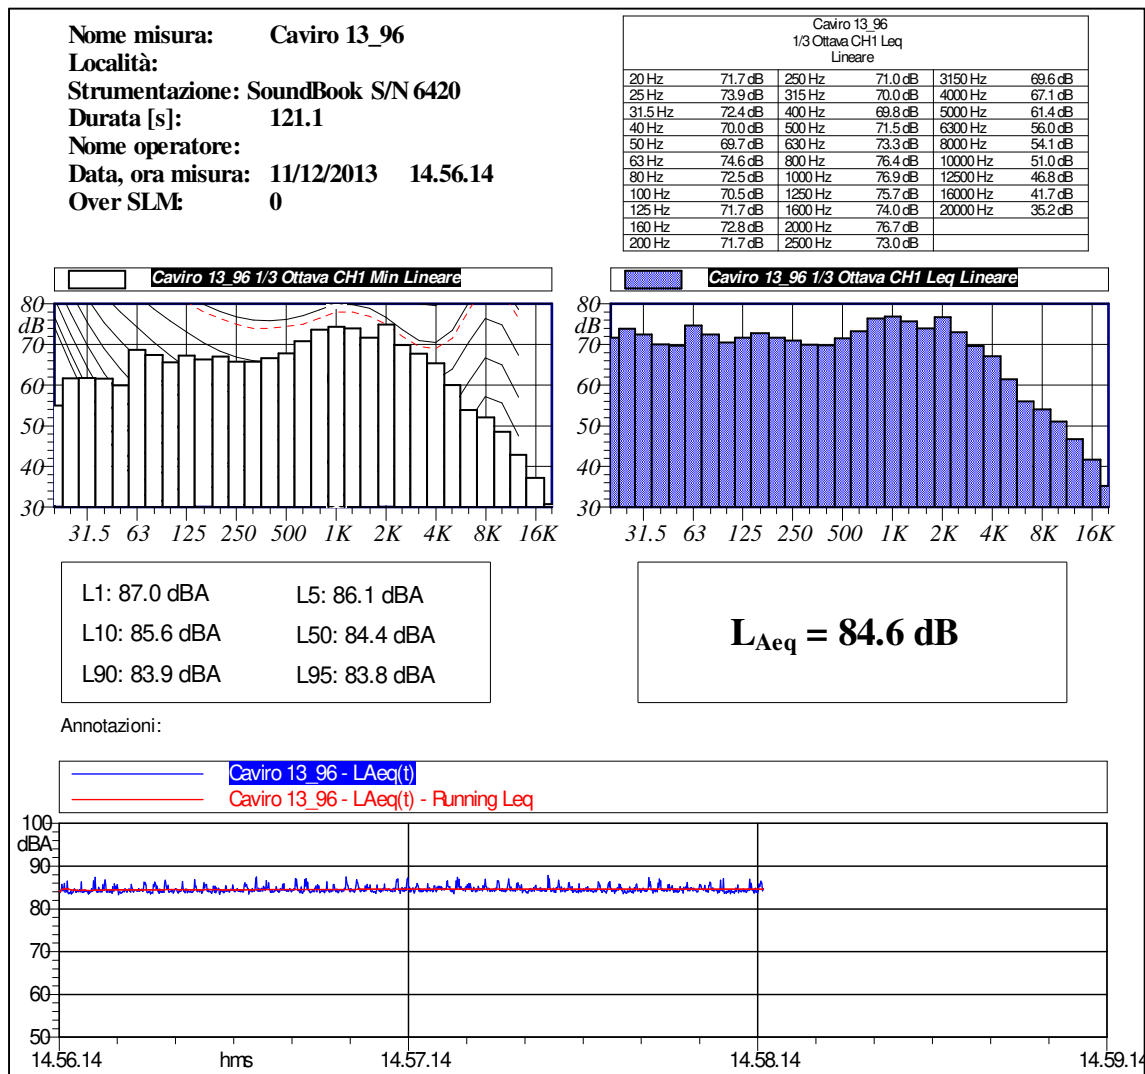 Nome misura: Caviro 13_96
Località:
Strumentazione: SoundBook S/N 6420
Durata [s]: 121.1
Nome operatore:
Data, ora misura: 11/12/2013 14.56.14
Over SLM: 0
Caviro 13_96
1/3 Ottava CH1 Leq
Lineare
20 Hz 71.7 dB 250 Hz 71.0 dB 3150 Hz 69.6 dB
25 Hz 73.9 dB 315 Hz 70.0 dB 4000 Hz 67.1 dB
31.5 Hz 72.4 dB 400 Hz 69.8 dB 5000 Hz 61.4 dB
40 Hz 70.0 dB 500 Hz 71.5 dB 6300 Hz 56.0 dB
50 Hz 69.7 dB 630 Hz 73.3 dB 8000 Hz 54.1 dB
63 Hz 74.6 dB 800 Hz 76.4 dB 10000 Hz 51.0 dB
80 Hz 72.5 dB 1000 Hz 76.9 dB 12500 Hz 46.8 dB
100 Hz 70.5 dB 1250 Hz 75.7 dB 16000 Hz 41.7 dB
125 Hz 71.7 dB 1600 Hz 74.0 dB 20000 Hz 35.2 dB
160 Hz 72.8 dB 2000 Hz 76.7 dB
200 Hz 71.7 dB 2500 Hz 73.0 dB
Caviro 13_96 1/3 Ottava CH1 Min Lineare
80
dB
70
60
50
40
30
31.5 63 125 250 500 1K 2K 4K 8K 16K
Caviro 13_96 1/3 Ottava CH1 Leq Lineare
80
dB
70
60
50
40
30
31.5 63 125 250 500 1K 2K 4K 8K 16K
L1: 87.0 dBA L5: 86.1 dBA
L10: 85.6 dBA L50: 84.4 dBA
L90: 83.9 dBA L95: 83.8 dBA
LAeq = 84.6 dB
Annotazioni:
Caviro 13_96 - LAeq(t)
Caviro 13_96 - LAeq(t) - Running Leq
100
dBA
90
80
70
60
50
14.56.14 hms 14.57.14 14.58.14 14.59.14